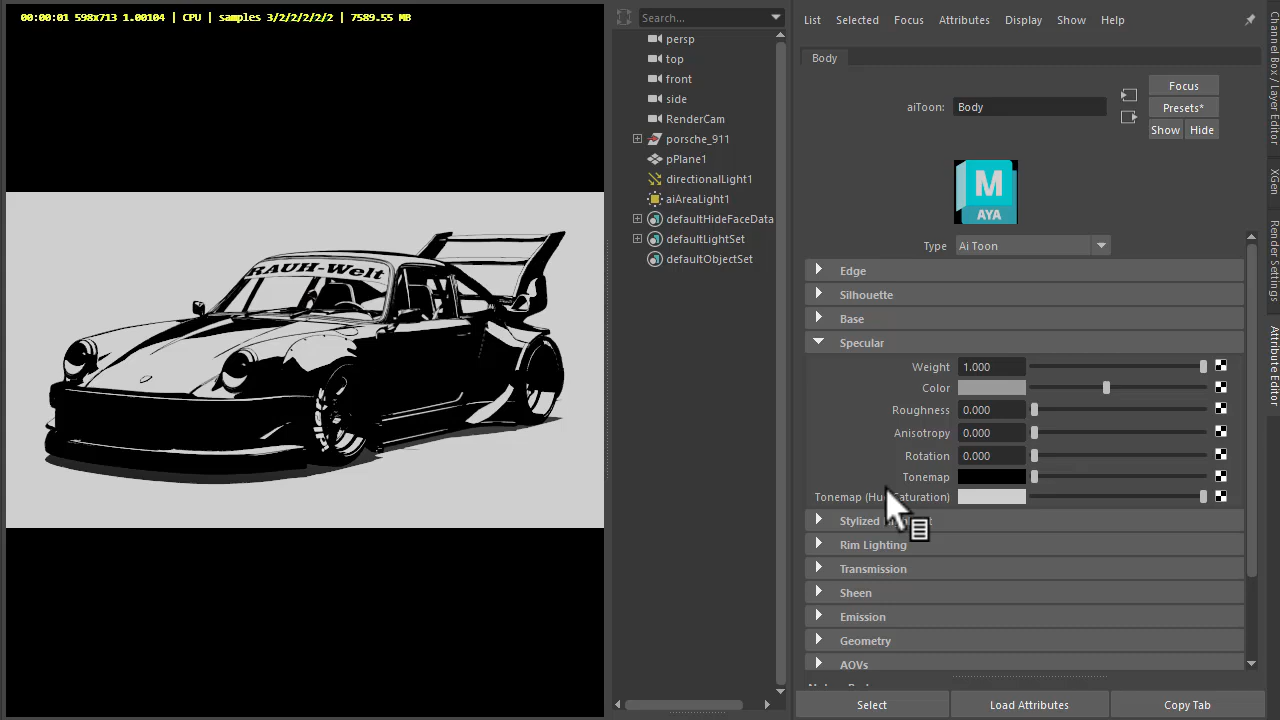 00:00:01 598x713 1.00104 | CPU | samples 3/2/2/2/2/2 | 7589.55 MB
RAUH-Welt
Search...
persp
top
front
side
RenderCam
porsche_911
pPlane1
directionalLight1
aiAreaLight1
defaultHideFaceData
defaultLightSet
defaultObjectSet
List Selected Focus Attributes Display Show Help
Body
aiToon: Body
Focus
Presets*
Show Hide
M
AYA
Type Ai Toon
Edge
Silhouette
Base
Specular
Weight 1.000
Color
Roughness 0.000
Anisotropy 0.000
Rotation 0.000
Tonemap
Tonemap (Hue Saturation)
Stylized
Rim Lighting
Transmission
Sheen
Emission
Geometry
AOVs
Select Load Attributes Copy Tab
Channel Box / Layer Editor
XGen
Render Settings
Attribute Editor